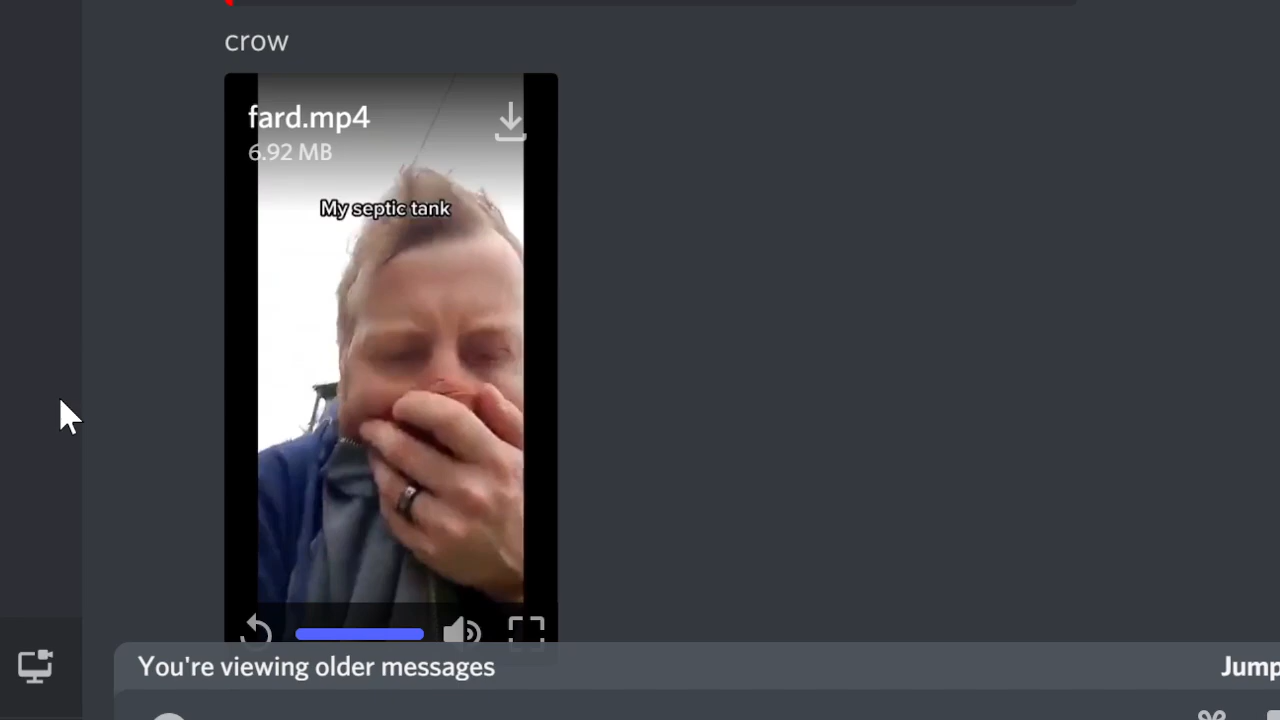 crow
fard.mp4
6.92 MB
My septic tank
You're viewing older messages
Jump